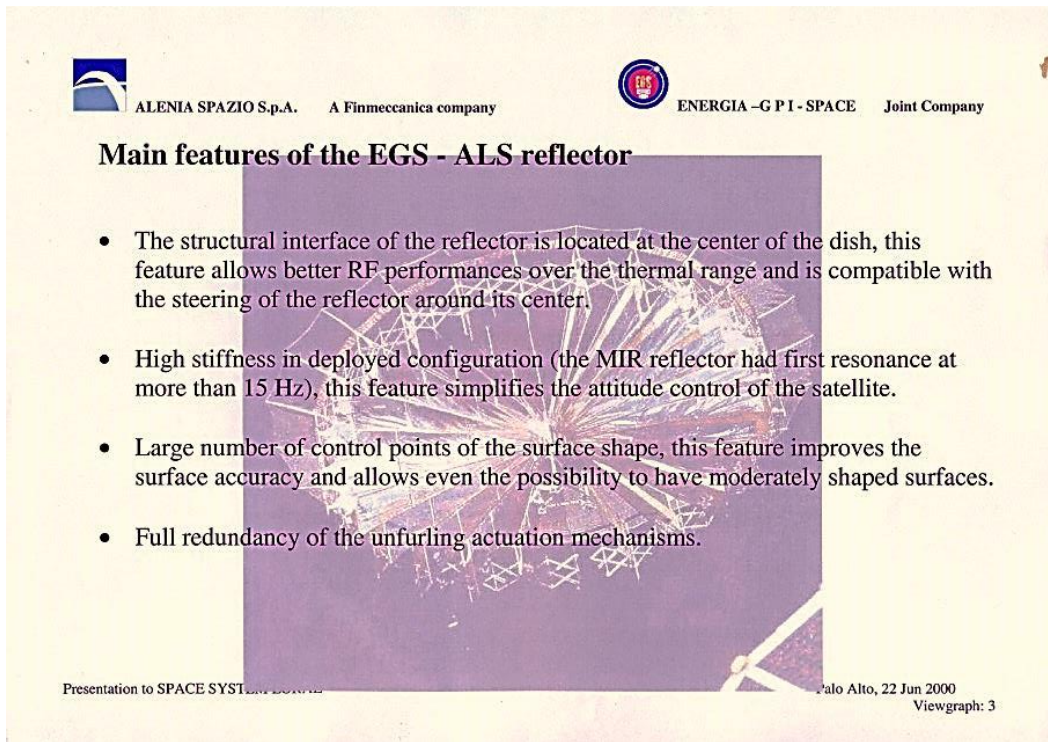 ALENIA SPAZIO S.p.A. A Finmeccanica company
EGS
ENERGIA –G P I - SPACE Joint Company
Main features of the EGS - ALS reflector
• The structural interface of the reflector is located at the center of the dish, this
feature allows better RF performances over the thermal range and is compatible with
the steering of the reflector around its center.
• High stiffness in deployed configuration (the MIR reflector had first resonance at
more than 15 Hz), this feature simplifies the attitude control of the satellite.
• Large number of control points of the surface shape, this feature improves the
surface accuracy and allows even the possibility to have moderately shaped surfaces.
• Full redundancy of the unfurling actuation mechanisms.
Presentation to SPACE
Alto, 22 Jun 2000
Viewgraph: 3